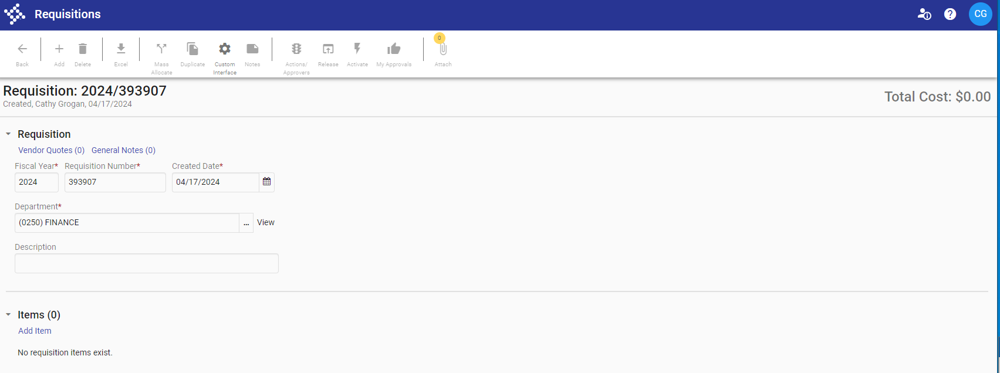 Requisitions
CG
Back
Add
Delete
Excel
Mass
Allocate
Duplicate
Custom
Interface
Notes
Actions/
Approvers
Release
Activate
My Approvals
0
Attach
Requisition: 2024/393907
Created, Cathy Grogan, 04/17/2024
Total Cost: $0.00
Requisition
Vendor Quotes (0) General Notes (0)
Fiscal Year* Requisition Number* Created Date*
2024 393907 04/17/2024
Department*
(0250) FINANCE ... View
Description
Items (0)
Add Item
No requisition items exist.